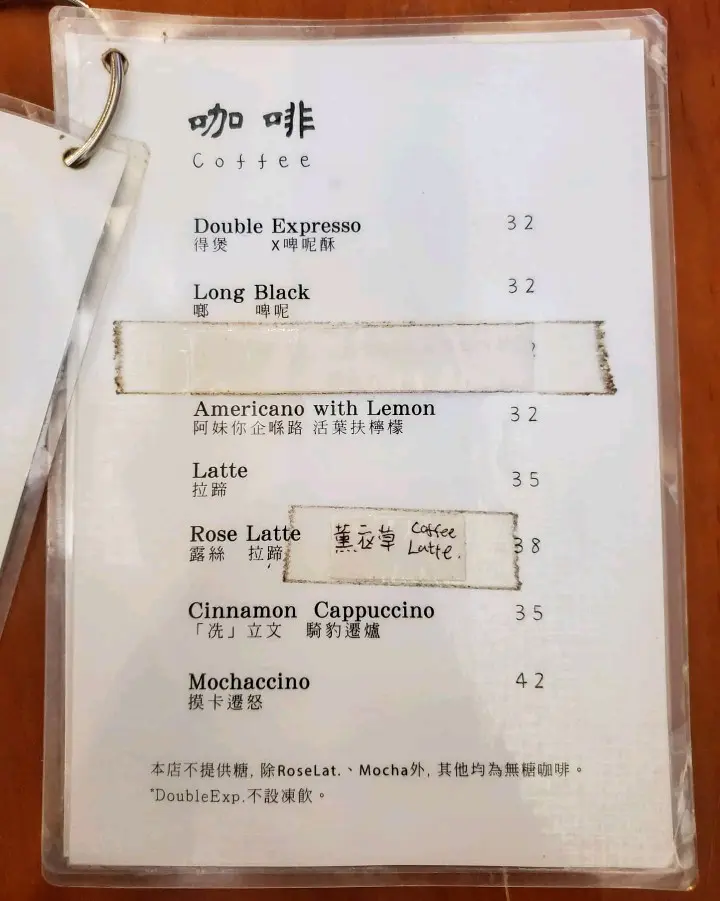 咖啡
Coffee
Double Expresso 32
得煲 X啤呢酥
Long Black 32
啷 啤呢
Americano with Lemon 32
阿妹你企喺路 活葉扶檸檬
Latte 35
拉蹄
Rose Latte 薰衣草 Coffee Latte. 38
露絲 拉蹄
Cinnamon Cappuccino 35
「冼」立文 騎豹遷爐
Mochaccino 42
摸卡遷怒
本店不提供糖, 除RoseLat.、Mocha外, 其他均為無糖咖啡。
*DoubleExp.不設凍飲。